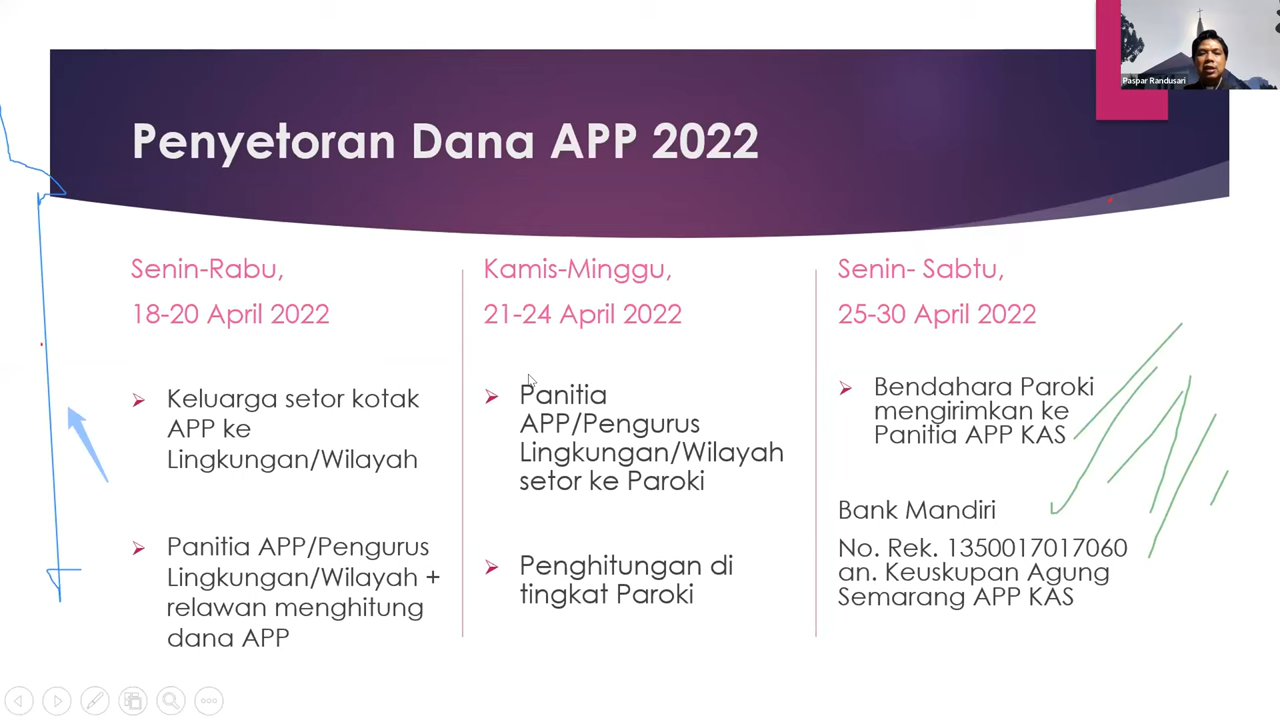 Paspar Randusari
Penyetoran Dana APP 2022
Senin-Rabu,
18-20 April 2022
Keluarga setor kotak
APP ke
Lingkungan/Wilayah
Panitia APP/Pengurus
Lingkungan/Wilayah +
relawan menghitung
dana APP
Kamis-Minggu,
21-24 April 2022
Panitia
APP/Pengurus
Lingkungan/Wilayah
setor ke Paroki
Penghitungan di
tingkat Paroki
Senin- Sabtu,
25-30 April 2022
Bendahara Paroki
mengirimkan ke
Panitia APP KAS
Bank Mandiri
No. Rek. 1350017017060
an. Keuskupan Agung
Semarang APP KAS